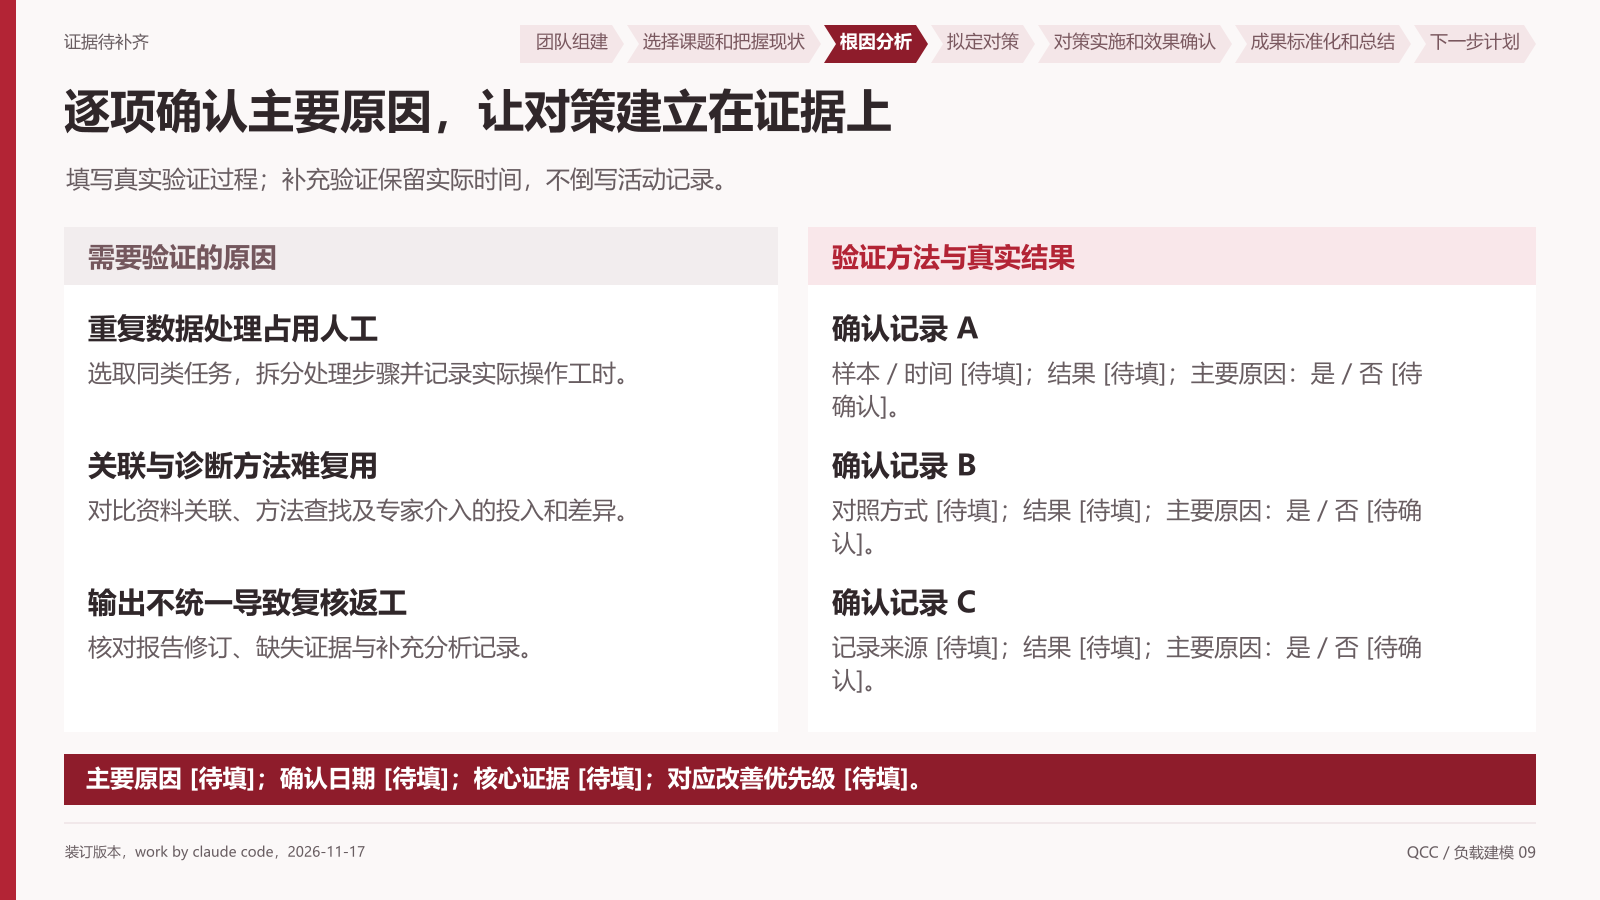 证据待补齐
团队组建
选择课题和把握现状
根因分析
拟定对策
对策实施和效果确认
成果标准化和总结
下一步计划
逐项确认主要原因，让对策建立在证据上
填写真实验证过程；补充验证保留实际时间，不倒写活动记录。
需要验证的原因
重复数据处理占用人工
选取同类任务，拆分处理步骤并记录实际操作工时。
关联与诊断方法难复用
对比资料关联、方法查找及专家介入的投入和差异。
输出不统一导致复核返工
核对报告修订、缺失证据与补充分析记录。
验证方法与真实结果
确认记录 A
样本 / 时间 [待填]；结果 [待填]；主要原因：是 / 否 [待
确认]。
确认记录 B
对照方式 [待填]；结果 [待填]；主要原因：是 / 否 [待确
认]。
确认记录 C
记录来源 [待填]；结果 [待填]；主要原因：是 / 否 [待确
认]。
主要原因 [待填]；确认日期 [待填]；核心证据 [待填]；对应改善优先级 [待填]。
装订版本，work by claude code，2026-11-17
QCC / 负载建模 09